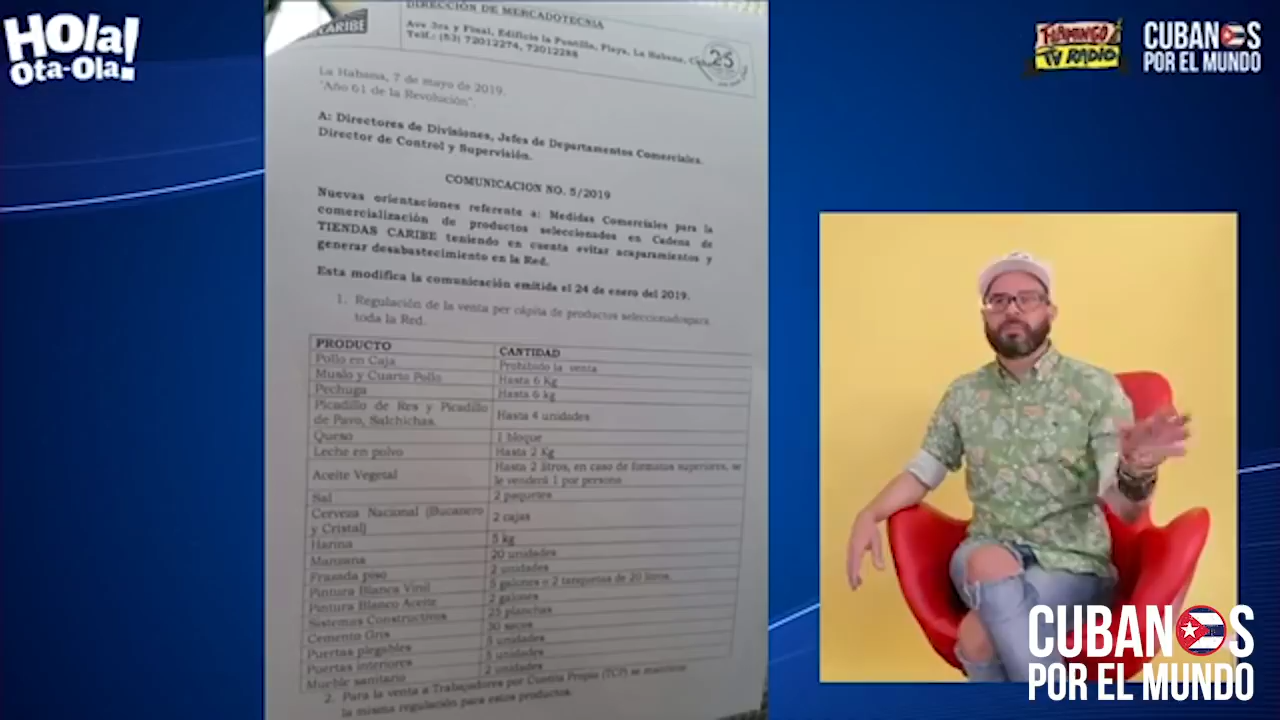 HOla!
Ota-Ola!
CARIBE
DIRECCIÓN DE MERCADOTECNIA
Ave 3ra y Final, Edificio la Puntilla, Playa, La Habana,
Telf.: (53) 72012274, 72012286
25
FLAMINGO
TV RADIO
CUBANOS
POR EL MUNDO
La Habana, 7 de mayo de 2019.
"Año 61 de la Revolución".
A: Directores de Divisiones, Jefes de Departamentos Comerciales.
Director de Control y Supervisión.
COMUNICACION NO. 5/2019
Nuevas orientaciones referente a: Medidas Comerciales para la
comercialización de productos seleccionados en Cadena de
TIENDAS CARIBE teniendo en cuenta evitar acaparamientos y
generar desabastecimiento en la Red.
Esta modifica la comunicación emitida el 24 de enero del 2019.
1. Regulación de la venta per cápita de productos seleccionadospara
toda la Red.
PRODUCTO CANTIDAD
Pollo en Caja Prohibido la venta
Muslo y Cuarto Pollo Hasta 6 Kg
Pechuga Hasta 6 kg
Picadillo de Res y Picadillo
de Pavo, Salchichas. Hasta 4 unidades
Queso 1 bloque
Leche en polvo Hasta 2 Kg
Aceite Vegetal Hasta 2 litros, en caso de formatos superiores, se
le venderá 1 por persona
Sal 2 paquetes
Cerveza Nacional (Bucanero
y Cristal) 2 cajas
Harina 5 kg
Manzana 20 unidades
Frazada piso 2 unidades
Pintura Blanca Vinil 5 galones o 2 tanquetas de 20 litros
Pintura Blanco Aceite 2 galones
Sistemas Constructivos 25 planchas
Cemento Gris 30 sacos
Puertas plegables 5 unidades
Puertas interiores 5 unidades
Mueble sanitario 2 unidades
2. Para la venta a Trabajadores por Cuenta Propia (TCP) se mantiene
la misma regulación para estos productos.
CUBANOS
POR EL MUNDO